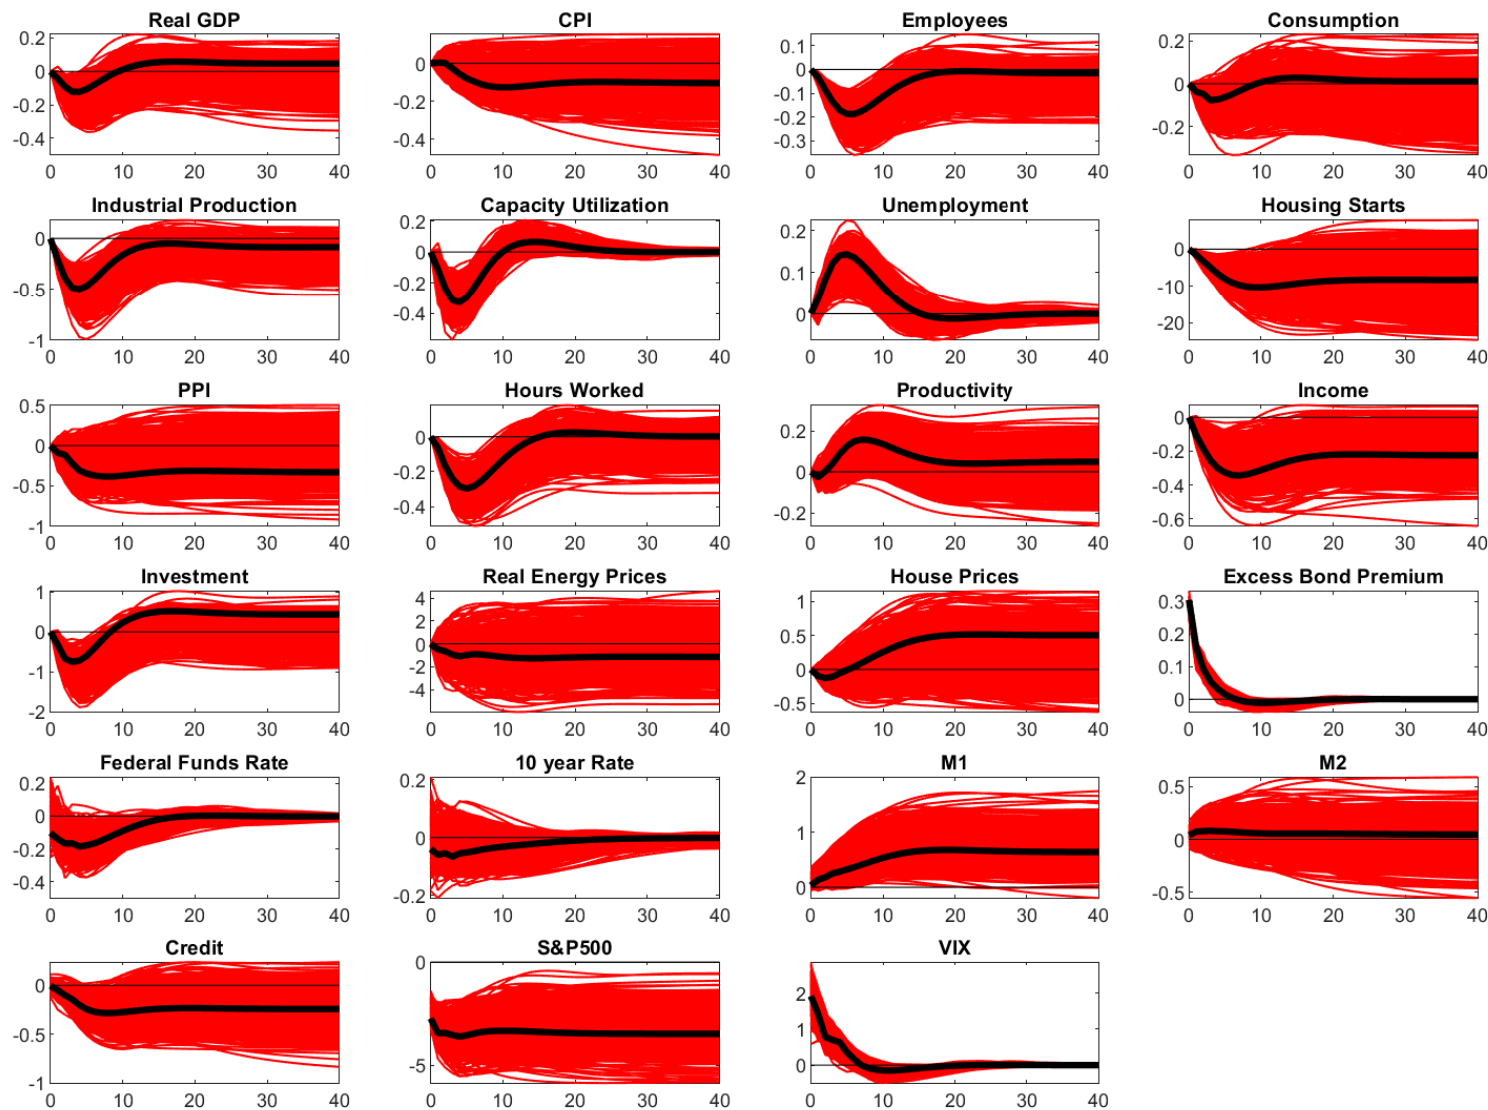 Real GDP CPI Employees Consumption
0.2 0 -0.2 -0.4 0 -0.2 -0.4 0.1 0 -0.1 -0.2 -0.3 0.2 0 -0.2
0 10 20 30 40 0 10 20 30 40 0 10 20 30 40 0 10 20 30 40
Industrial Production Capacity Utilization Unemployment Housing Starts
0 -0.5 -1 0.2 0 -0.2 -0.4 0.2 0.1 0 0 -10 -20
0 10 20 30 40 0 10 20 30 40 0 10 20 30 40 0 10 20 30 40
PPI Hours Worked Productivity Income
0.5 0 -0.5 -1 0 -0.2 -0.4 0.2 0 -0.2 0 -0.2 -0.4 -0.6
0 10 20 30 40 0 10 20 30 40 0 10 20 30 40 0 10 20 30 40
Investment Real Energy Prices House Prices Excess Bond Premium
1 0 -1 -2 4 2 0 -2 -4 1 0.5 0 -0.5 0.3 0.2 0.1 0
0 10 20 30 40 0 10 20 30 40 0 10 20 30 40 0 10 20 30 40
Federal Funds Rate 10 year Rate M1 M2
0.2 0 -0.2 -0.4 0.2 0 -0.2 2 1 0 0.5 0 -0.5
0 10 20 30 40 0 10 20 30 40 0 10 20 30 40 0 10 20 30 40
Credit S&P500 VIX
0 -0.5 -1 0 -5 2 1 0
0 10 20 30 40 0 10 20 30 40 0 10 20 30 40